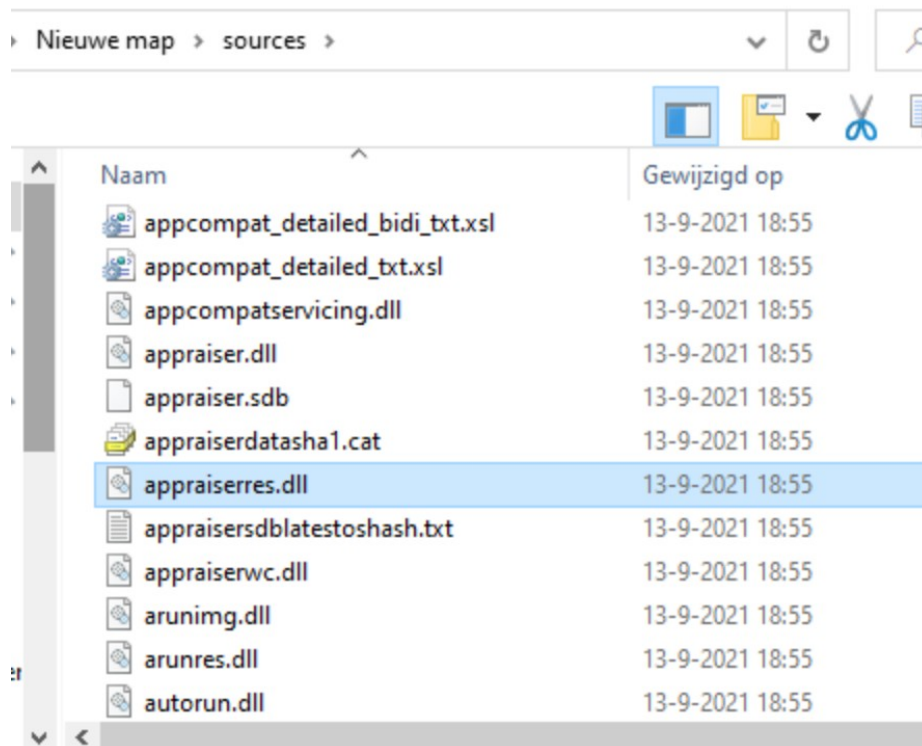 Nieuwe map > sources >
Naam Gewijzigd op
appcompat_detailed_bidi_txt.xsl 13-9-2021 18:55
appcompat_detailed_txt.xsl 13-9-2021 18:55
appcompatservicing.dll 13-9-2021 18:55
appraiser.dll 13-9-2021 18:55
appraiser.sdb 13-9-2021 18:55
appraiserdatasha1.cat 13-9-2021 18:55
appraiserres.dll 13-9-2021 18:55
appraisersdblatestoshash.txt 13-9-2021 18:55
appraiserwc.dll 13-9-2021 18:55
arunimg.dll 13-9-2021 18:55
arunres.dll 13-9-2021 18:55
autorun.dll 13-9-2021 18:55